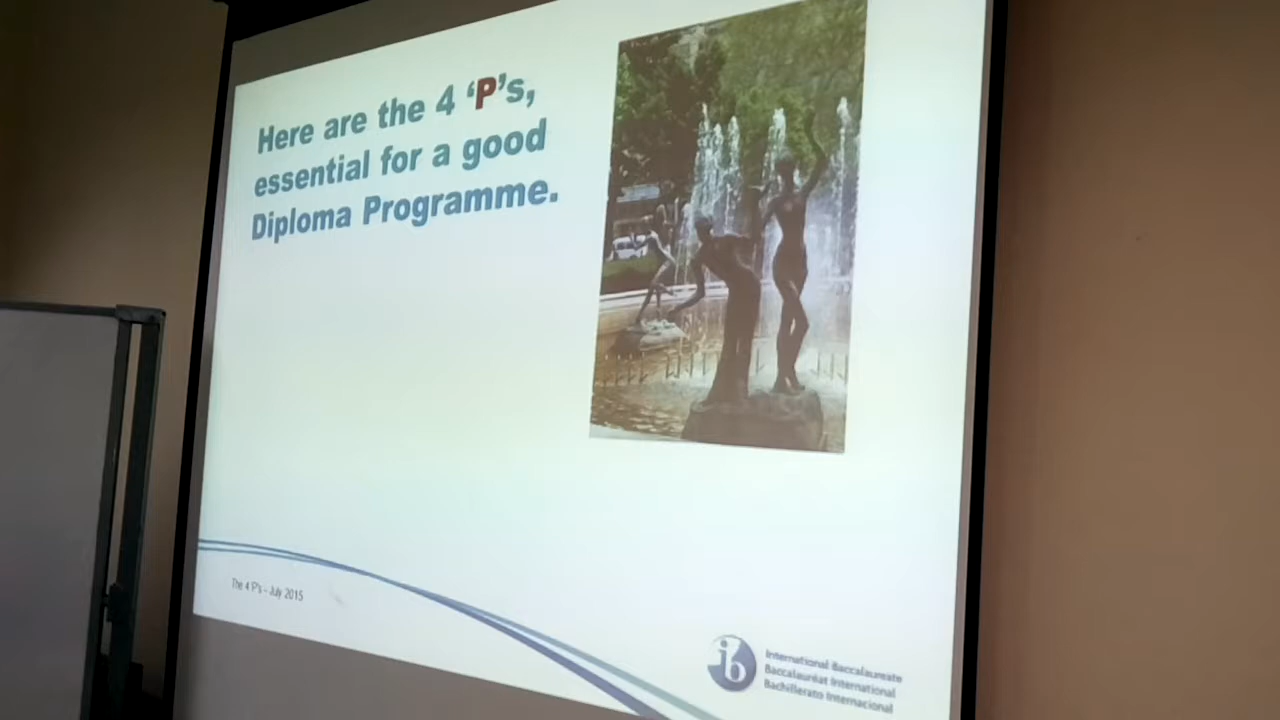 Here are the 4 ‘P’s,
essential for a good
Diploma Programme.
The 4 P's - July 2015
ib
International Baccalaureate
Baccalauréat International
Bachillerato Internacional